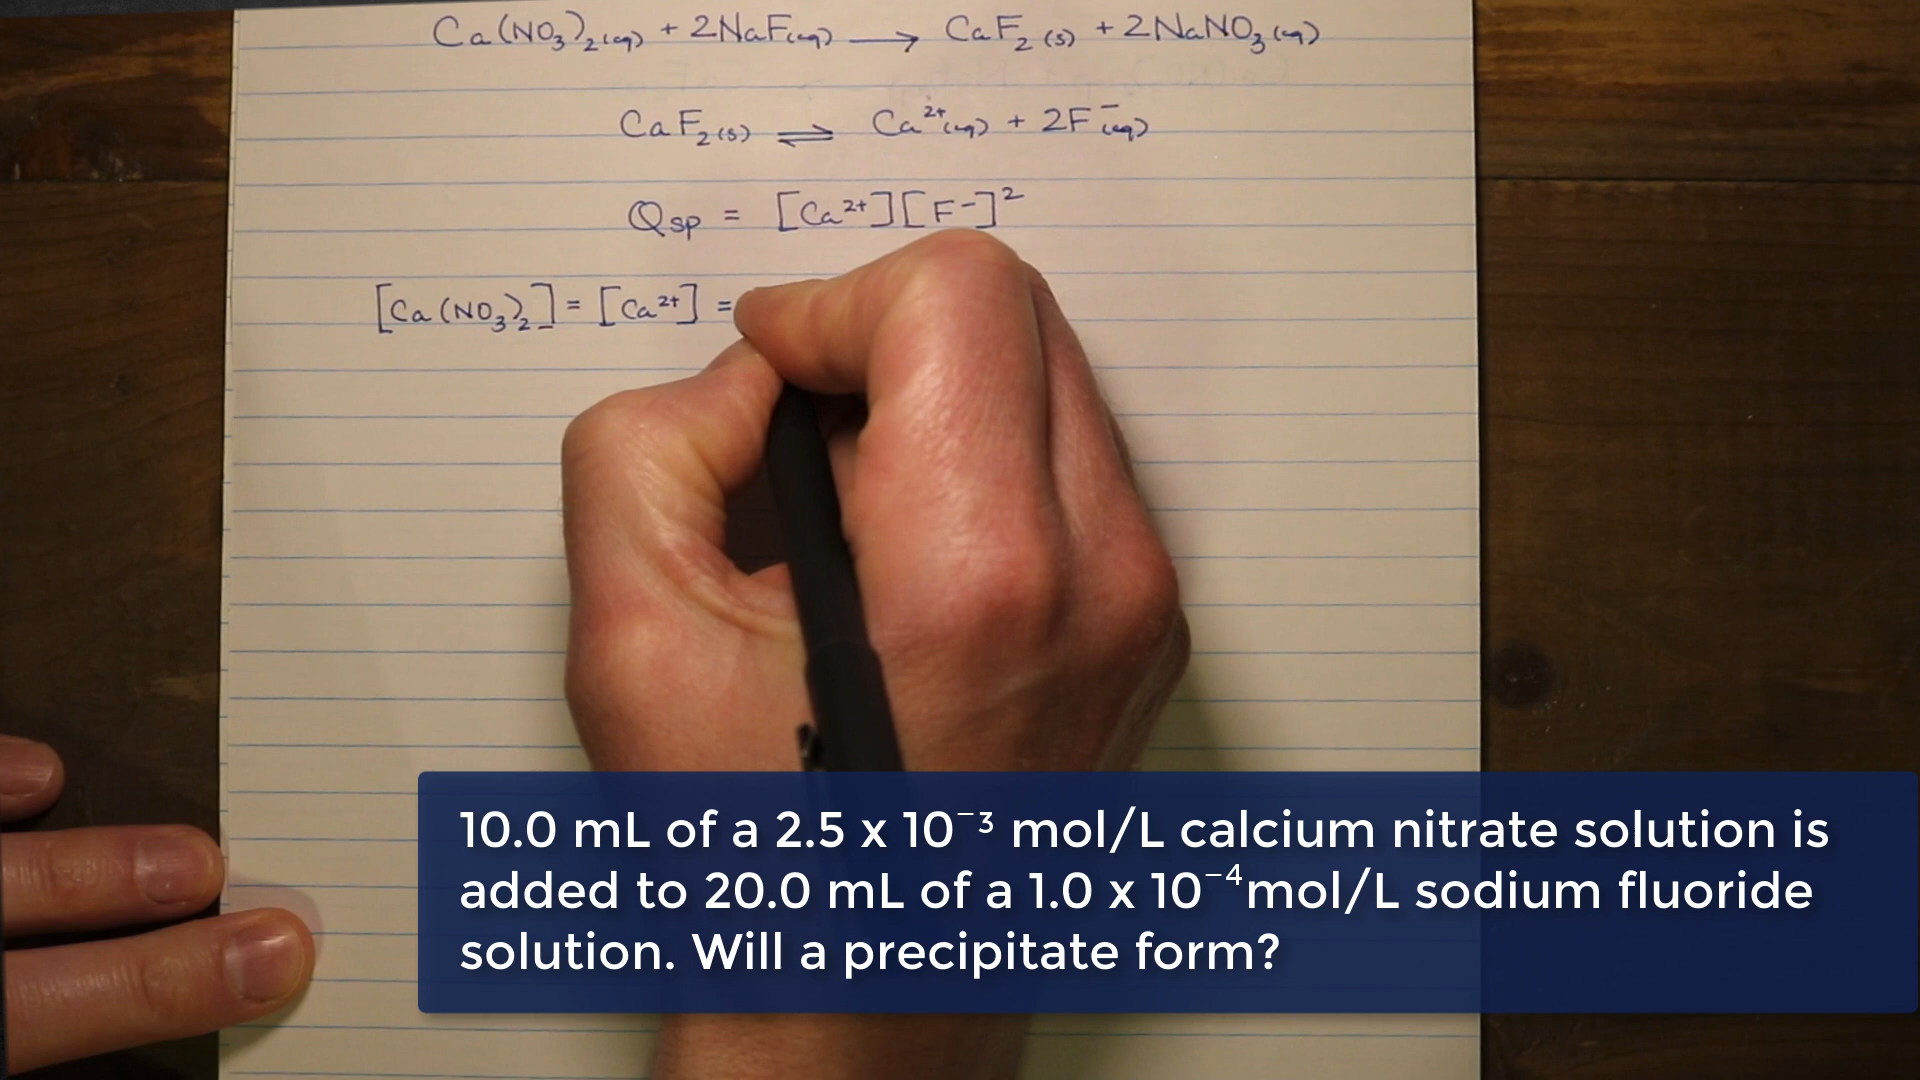 Ca(NO₃)₂(aq) + 2NaF(aq) → CaF₂(s) + 2NaNO₃(aq)
CaF₂(s) ⇌ Ca²⁺(aq) + 2F⁻(aq)
Qsp = [Ca²⁺][F⁻]²
[Ca(NO₃)₂] = [Ca²⁺] =
10.0 mL of a 2.5 x 10⁻³ mol/L calcium nitrate solution is
added to 20.0 mL of a 1.0 x 10⁻⁴mol/L sodium fluoride
solution. Will a precipitate form?